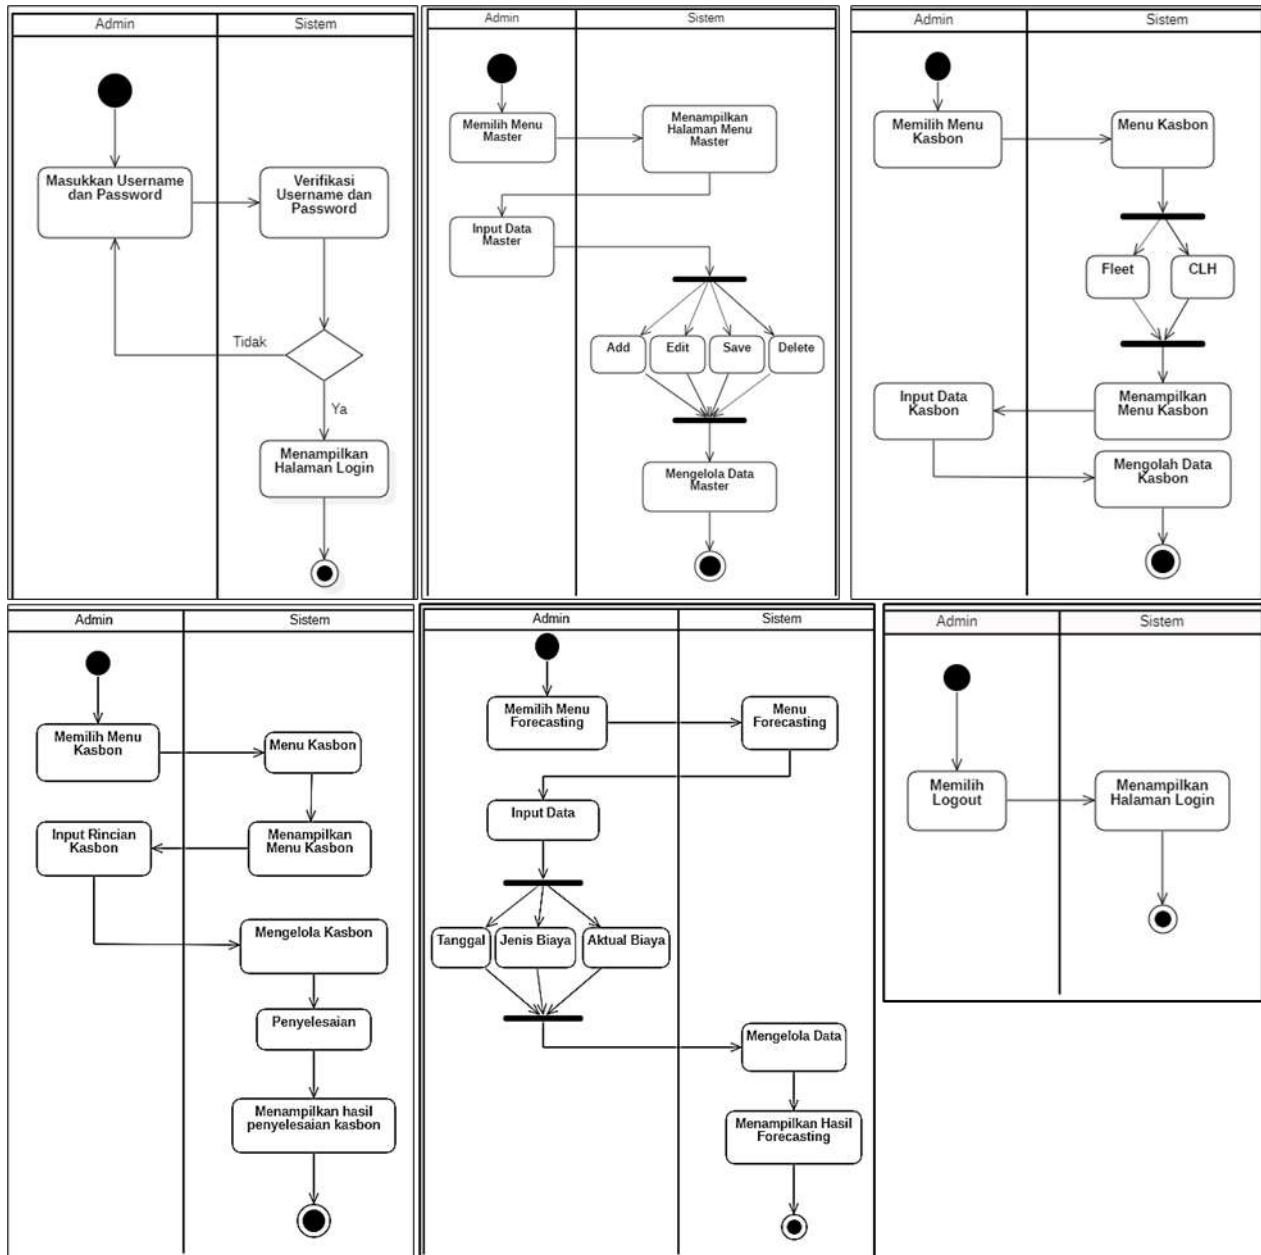 Admin
Sistem
Masukkan Username
dan Password
Verifikasi
Username dan
Password
Tidak
Ya
Menampilkan
Halaman Login
Admin
Sistem
Memilih Menu
Master
Menampilkan
Halaman Menu
Master
Input Data
Master
Add
Edit
Save
Delete
Mengelola Data
Master
Admin
Sistem
Memilih Menu
Kasbon
Menu Kasbon
Fleet
CLH
Input Data
Kasbon
Menampilkan
Menu Kasbon
Mengolah Data
Kasbon
Admin
Sistem
Memilih Menu
Kasbon
Menu Kasbon
Input Rincian
Kasbon
Menampilkan
Menu Kasbon
Mengelola Kasbon
Penyelesaian
Menampilkan hasil
penyelesaian kasbon
Admin
Sistem
Memilih Menu
Forecasting
Menu
Forecasting
Input Data
Tanggal
Jenis Biaya
Aktual Biaya
Mengelola Data
Menampilkan Hasil
Forecasting
Admin
Sistem
Memilih
Logout
Menampilkan
Halaman Login